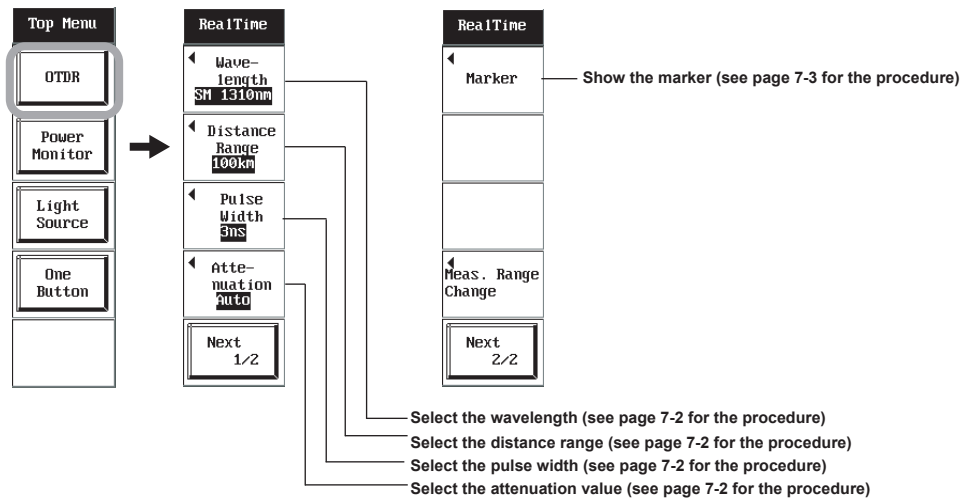 Top Menu
OTDR
Power
Monitor
Light
Source
One
Button
RealTime
Wave-
length
SM 1310nm
Distance
Range
100km
Pulse
Width
3ns
Atte-
nuation
Auto
Next
1/2
RealTime
Marker
Meas. Range
Change
Next
2/2
Show the marker (see page 7-3 for the procedure)
Select the wavelength (see page 7-2 for the procedure)
Select the distance range (see page 7-2 for the procedure)
Select the pulse width (see page 7-2 for the procedure)
Select the attenuation value (see page 7-2 for the procedure)